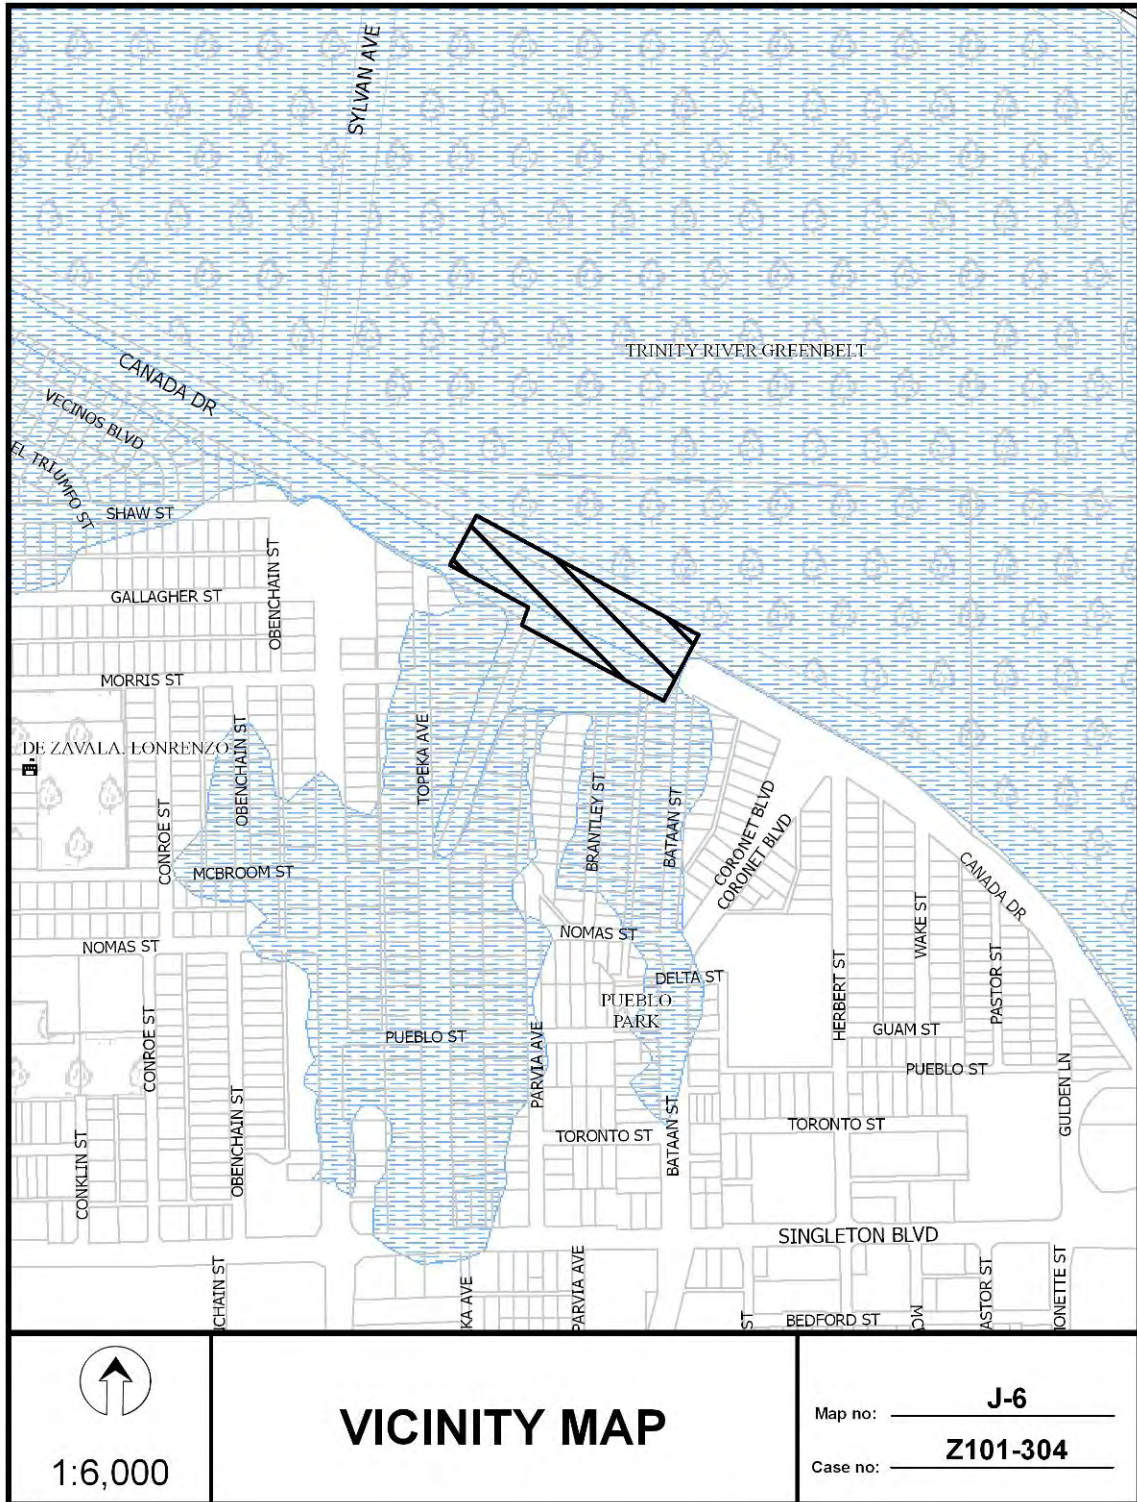 SYLVAN AVE
TRINITY RIVER GREENBELT
CANADA DR
VECINOS BLVD
EL TRIUMFO ST
SHAW ST
GALLAGHER ST
OBENCHAIN ST
MORRIS ST
DE ZAVALA, LONRENZO
OBENCHAIN ST
TOPEKA AVE
BRANTLEY ST
BATAAN ST
CORONET BLVD
CORONET BLVD
CONROE ST
MCBROOM ST
CANADA DR
NOMAS ST
NOMAS ST
WAKE ST
DELTA ST
PUEBLO
PARK
HERBERT ST
PASTOR ST
GUAM ST
PUEBLO ST
PARVIA AVE
CONROE ST
PUEBLO ST
GULDEN LN
OBENCHAIN ST
CONKLIN ST
TORONTO ST
BATAAN ST
TORONTO ST
SINGLETON BLVD
ICHAIN ST
KA AVE
PARVIA AVE
ST
BEDFORD ST
MCV
ASTOR ST
IONETTE ST
1:6,000
VICINITY MAP
Map no: J-6
Case no: Z101-304